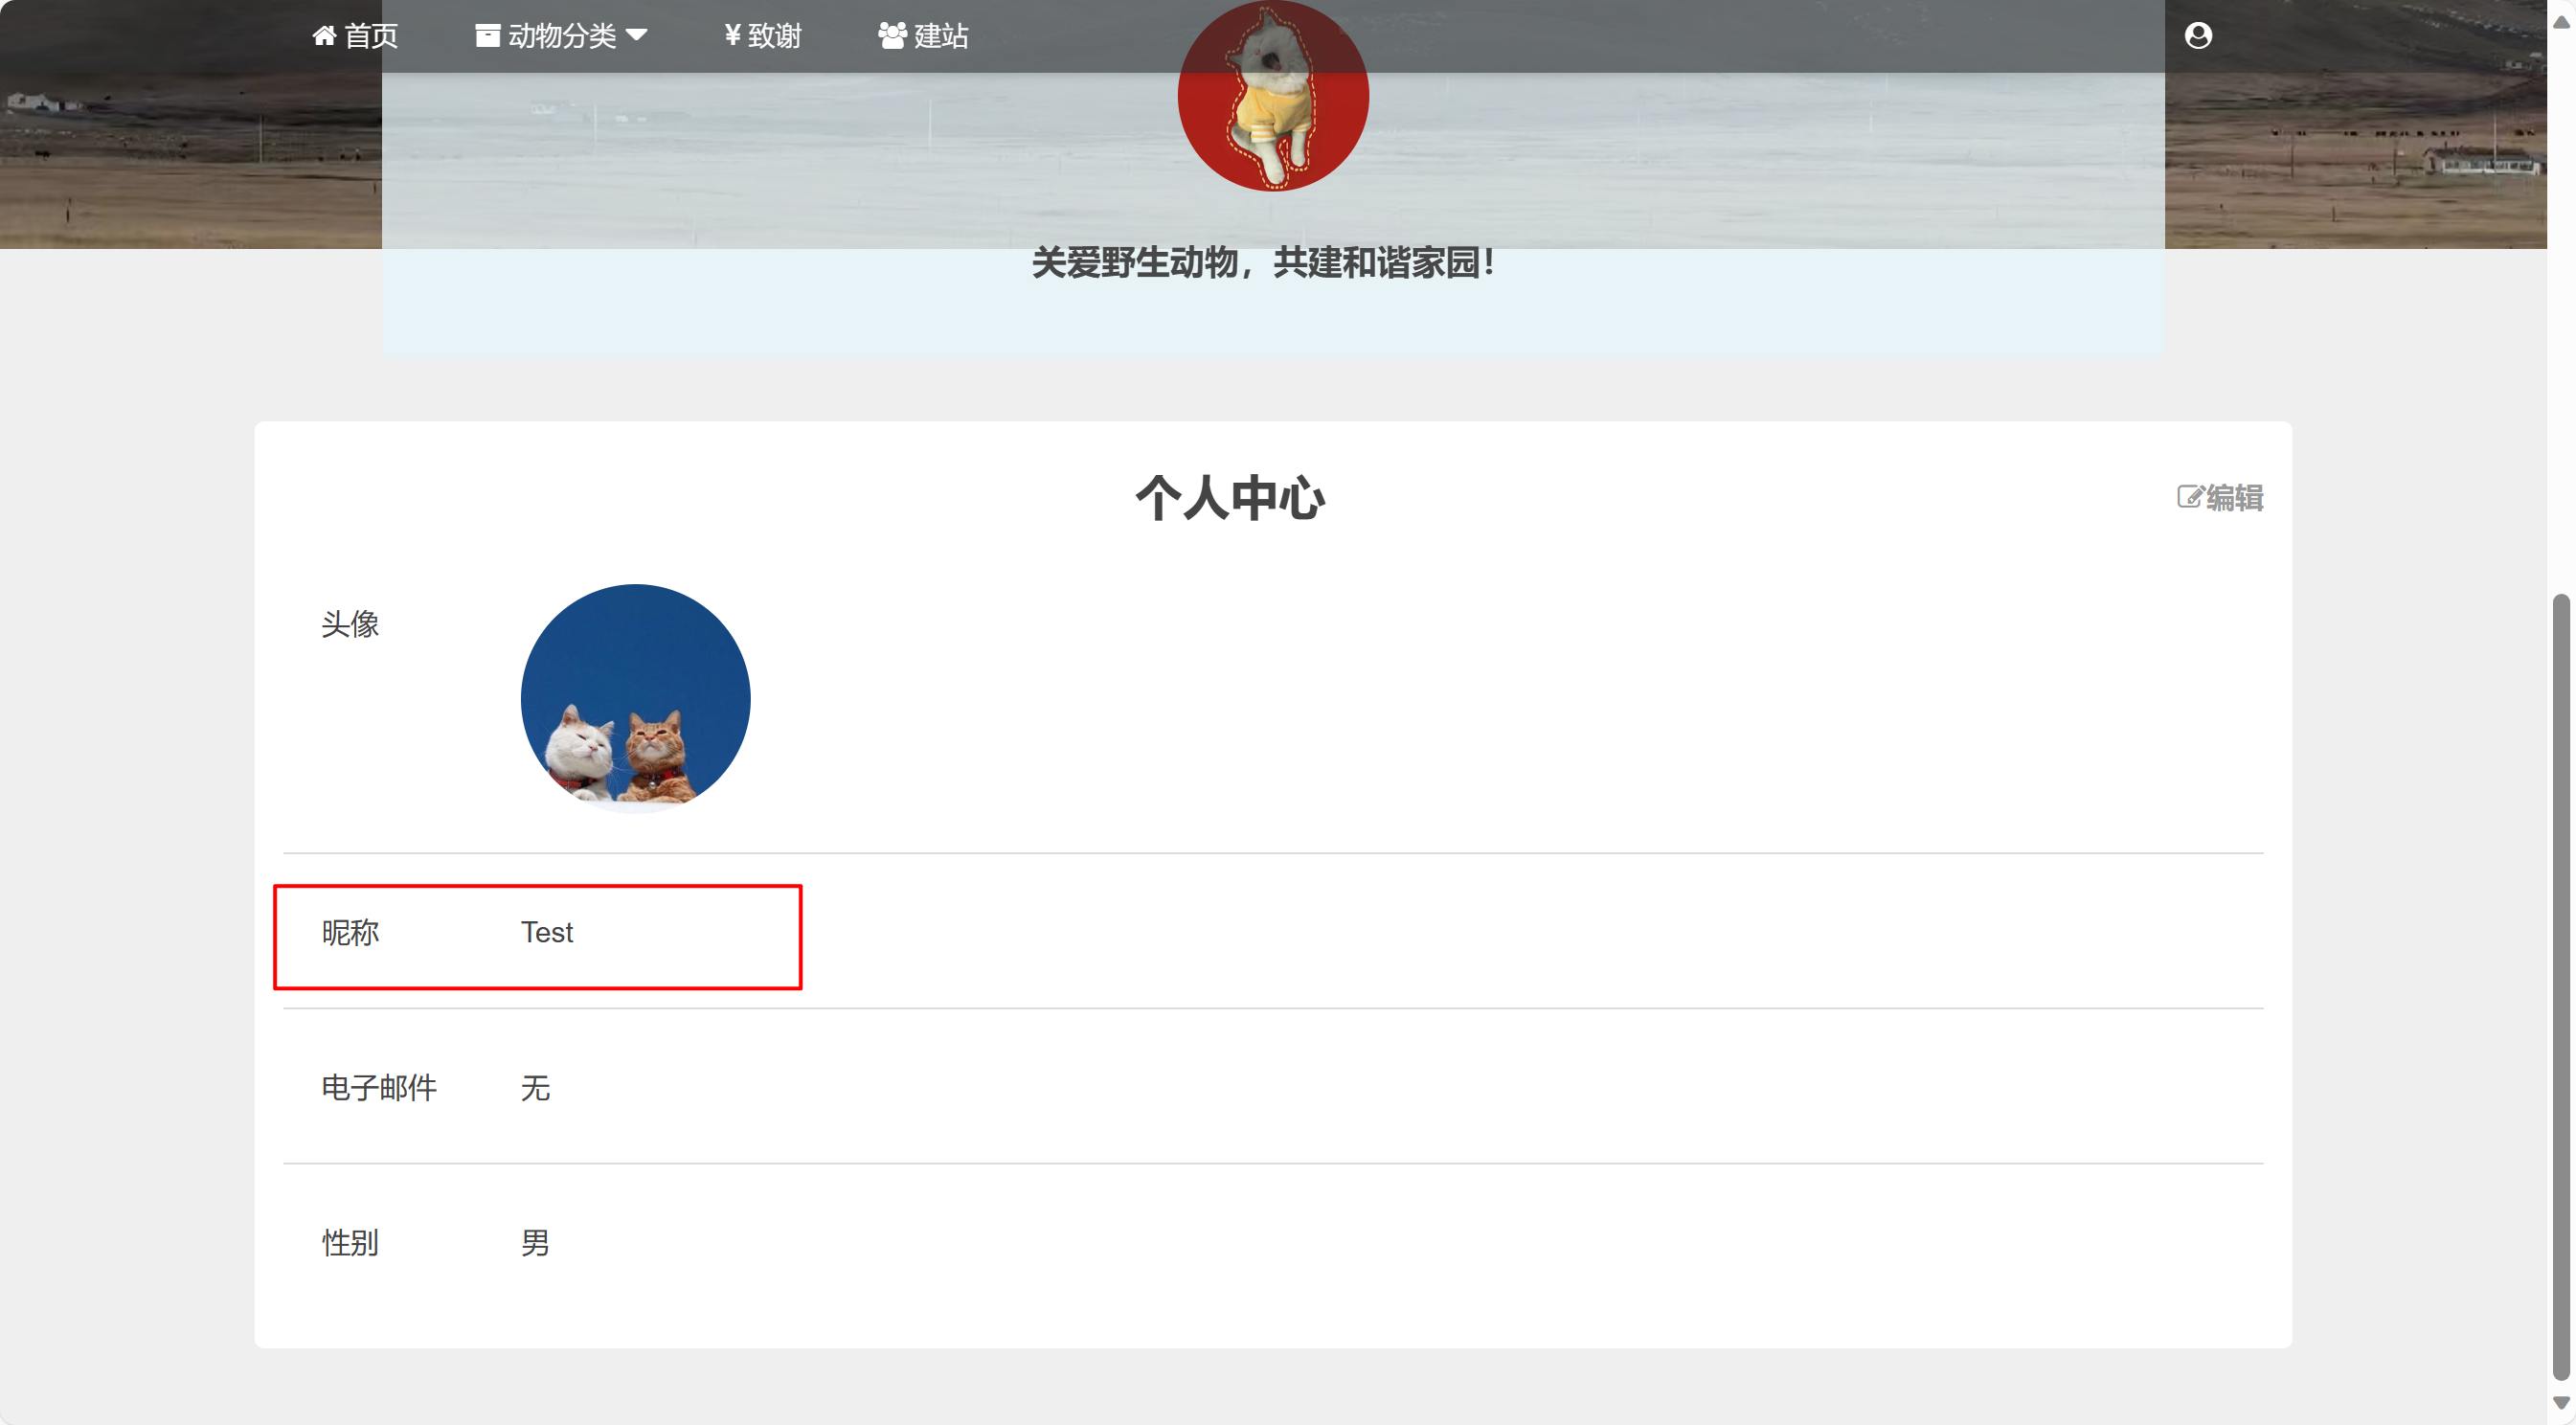 首页 动物分类 ¥ 致谢 建站
关爱野生动物，共建和谐家园！
个人中心 编辑
头像
昵称 Test
电子邮件 无
性别 男